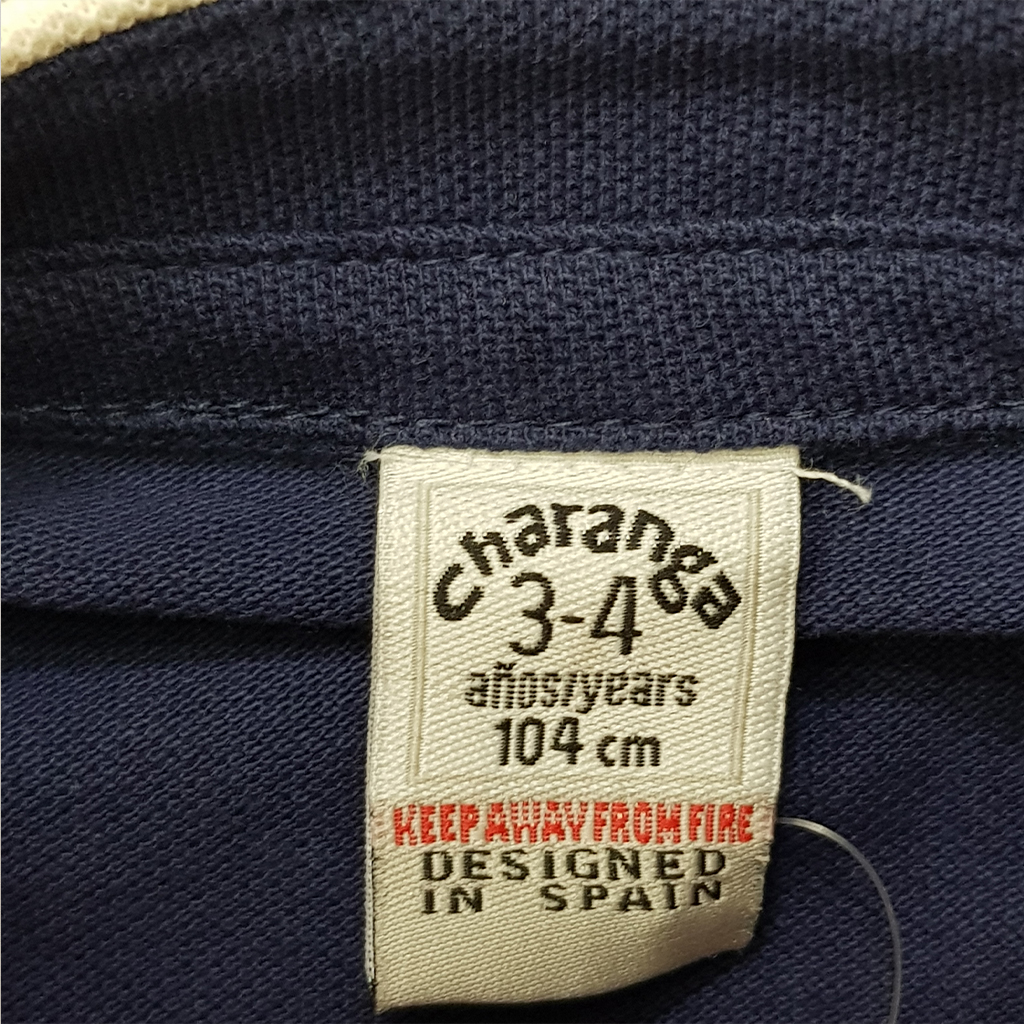 charanga
3-4
años/years
104 cm
KEEP AWAY FROM FIRE
DESIGNED
IN SPAIN